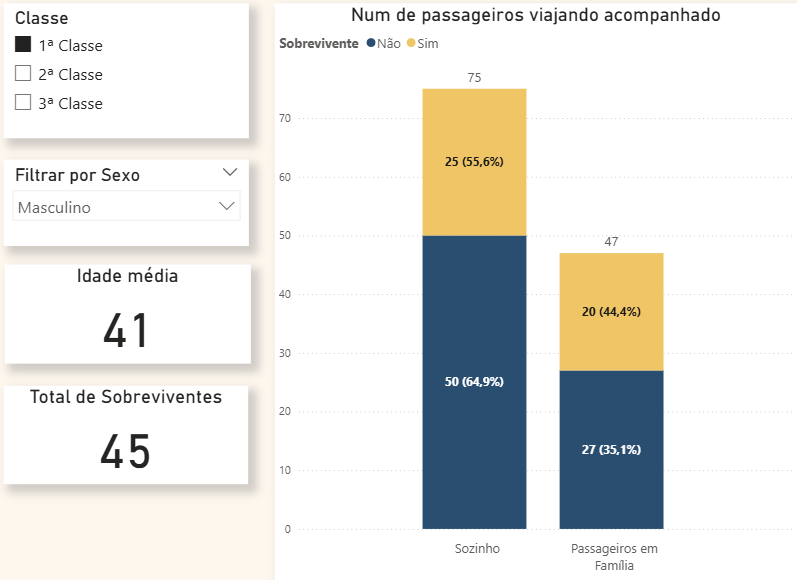 Classe
1ª Classe
2ª Classe
3ª Classe
Filtrar por Sexo
Masculino
Idade média
41
Total de Sobreviventes
45
Num de passageiros viajando acompanhado
Sobrevivente Não Sim
75
70
60
50
40
30
20
10
0
25 (55,6%)
50 (64,9%)
47
20 (44,4%)
27 (35,1%)
Sozinho
Passageiros em
Família